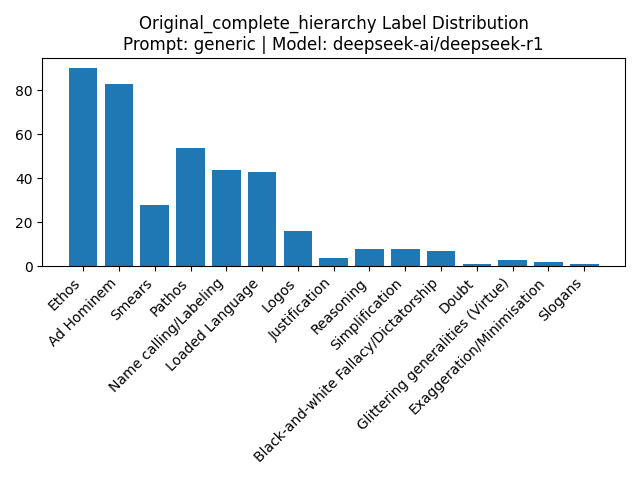 Original_complete_hierarchy Label Distribution
Prompt: generic | Model: deepseek-ai/deepseek-r1
80
60
40
20
0
Ethos
Ad Hominem
Smears
Pathos
Name calling/Labeling
Loaded Language
Logos
Justification
Reasoning
Simplification
Black-and-white Fallacy/Dictatorship
Doubt
Glittering generalities (Virtue)
Exaggeration/Minimisation
Slogans